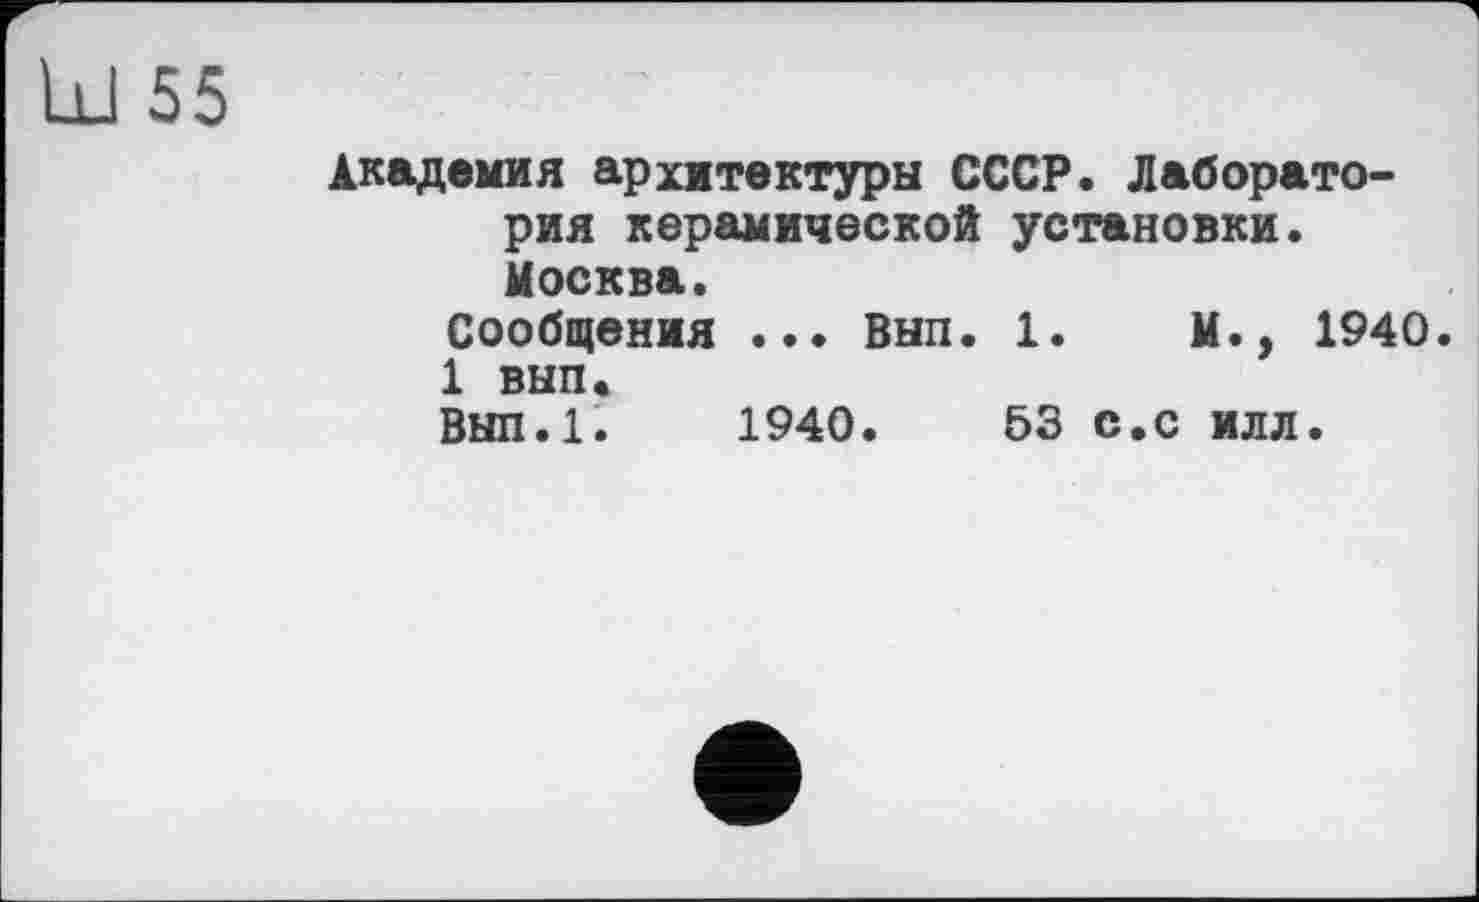 Ш 55
Академия архитектуры СССР. Лаборато-
рия керамической установки.
Москва.
Сообщения ... Вып. 1. М., 1940.
1 вып.
Вып.1. 1940. 53 с.с илл.